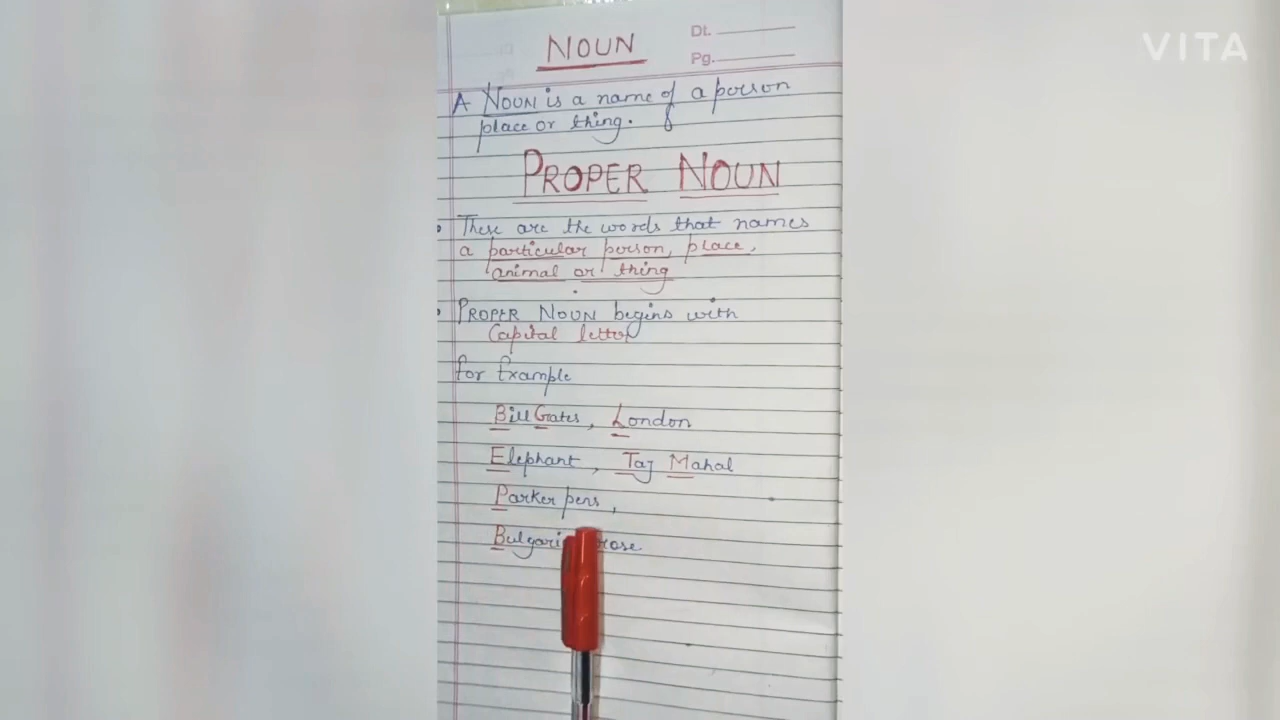 VITA
NOUN
Dt.
Pg.
A NOUN is a name of a person
place or thing.
PROPER NOUN
• These are the words that names
a particular person, place,
animal or thing
• PROPER NOUN begins with
Capital letter
for Example
Bill Gates, London
Elephant, Taj Mahal
Parker pens,
rose